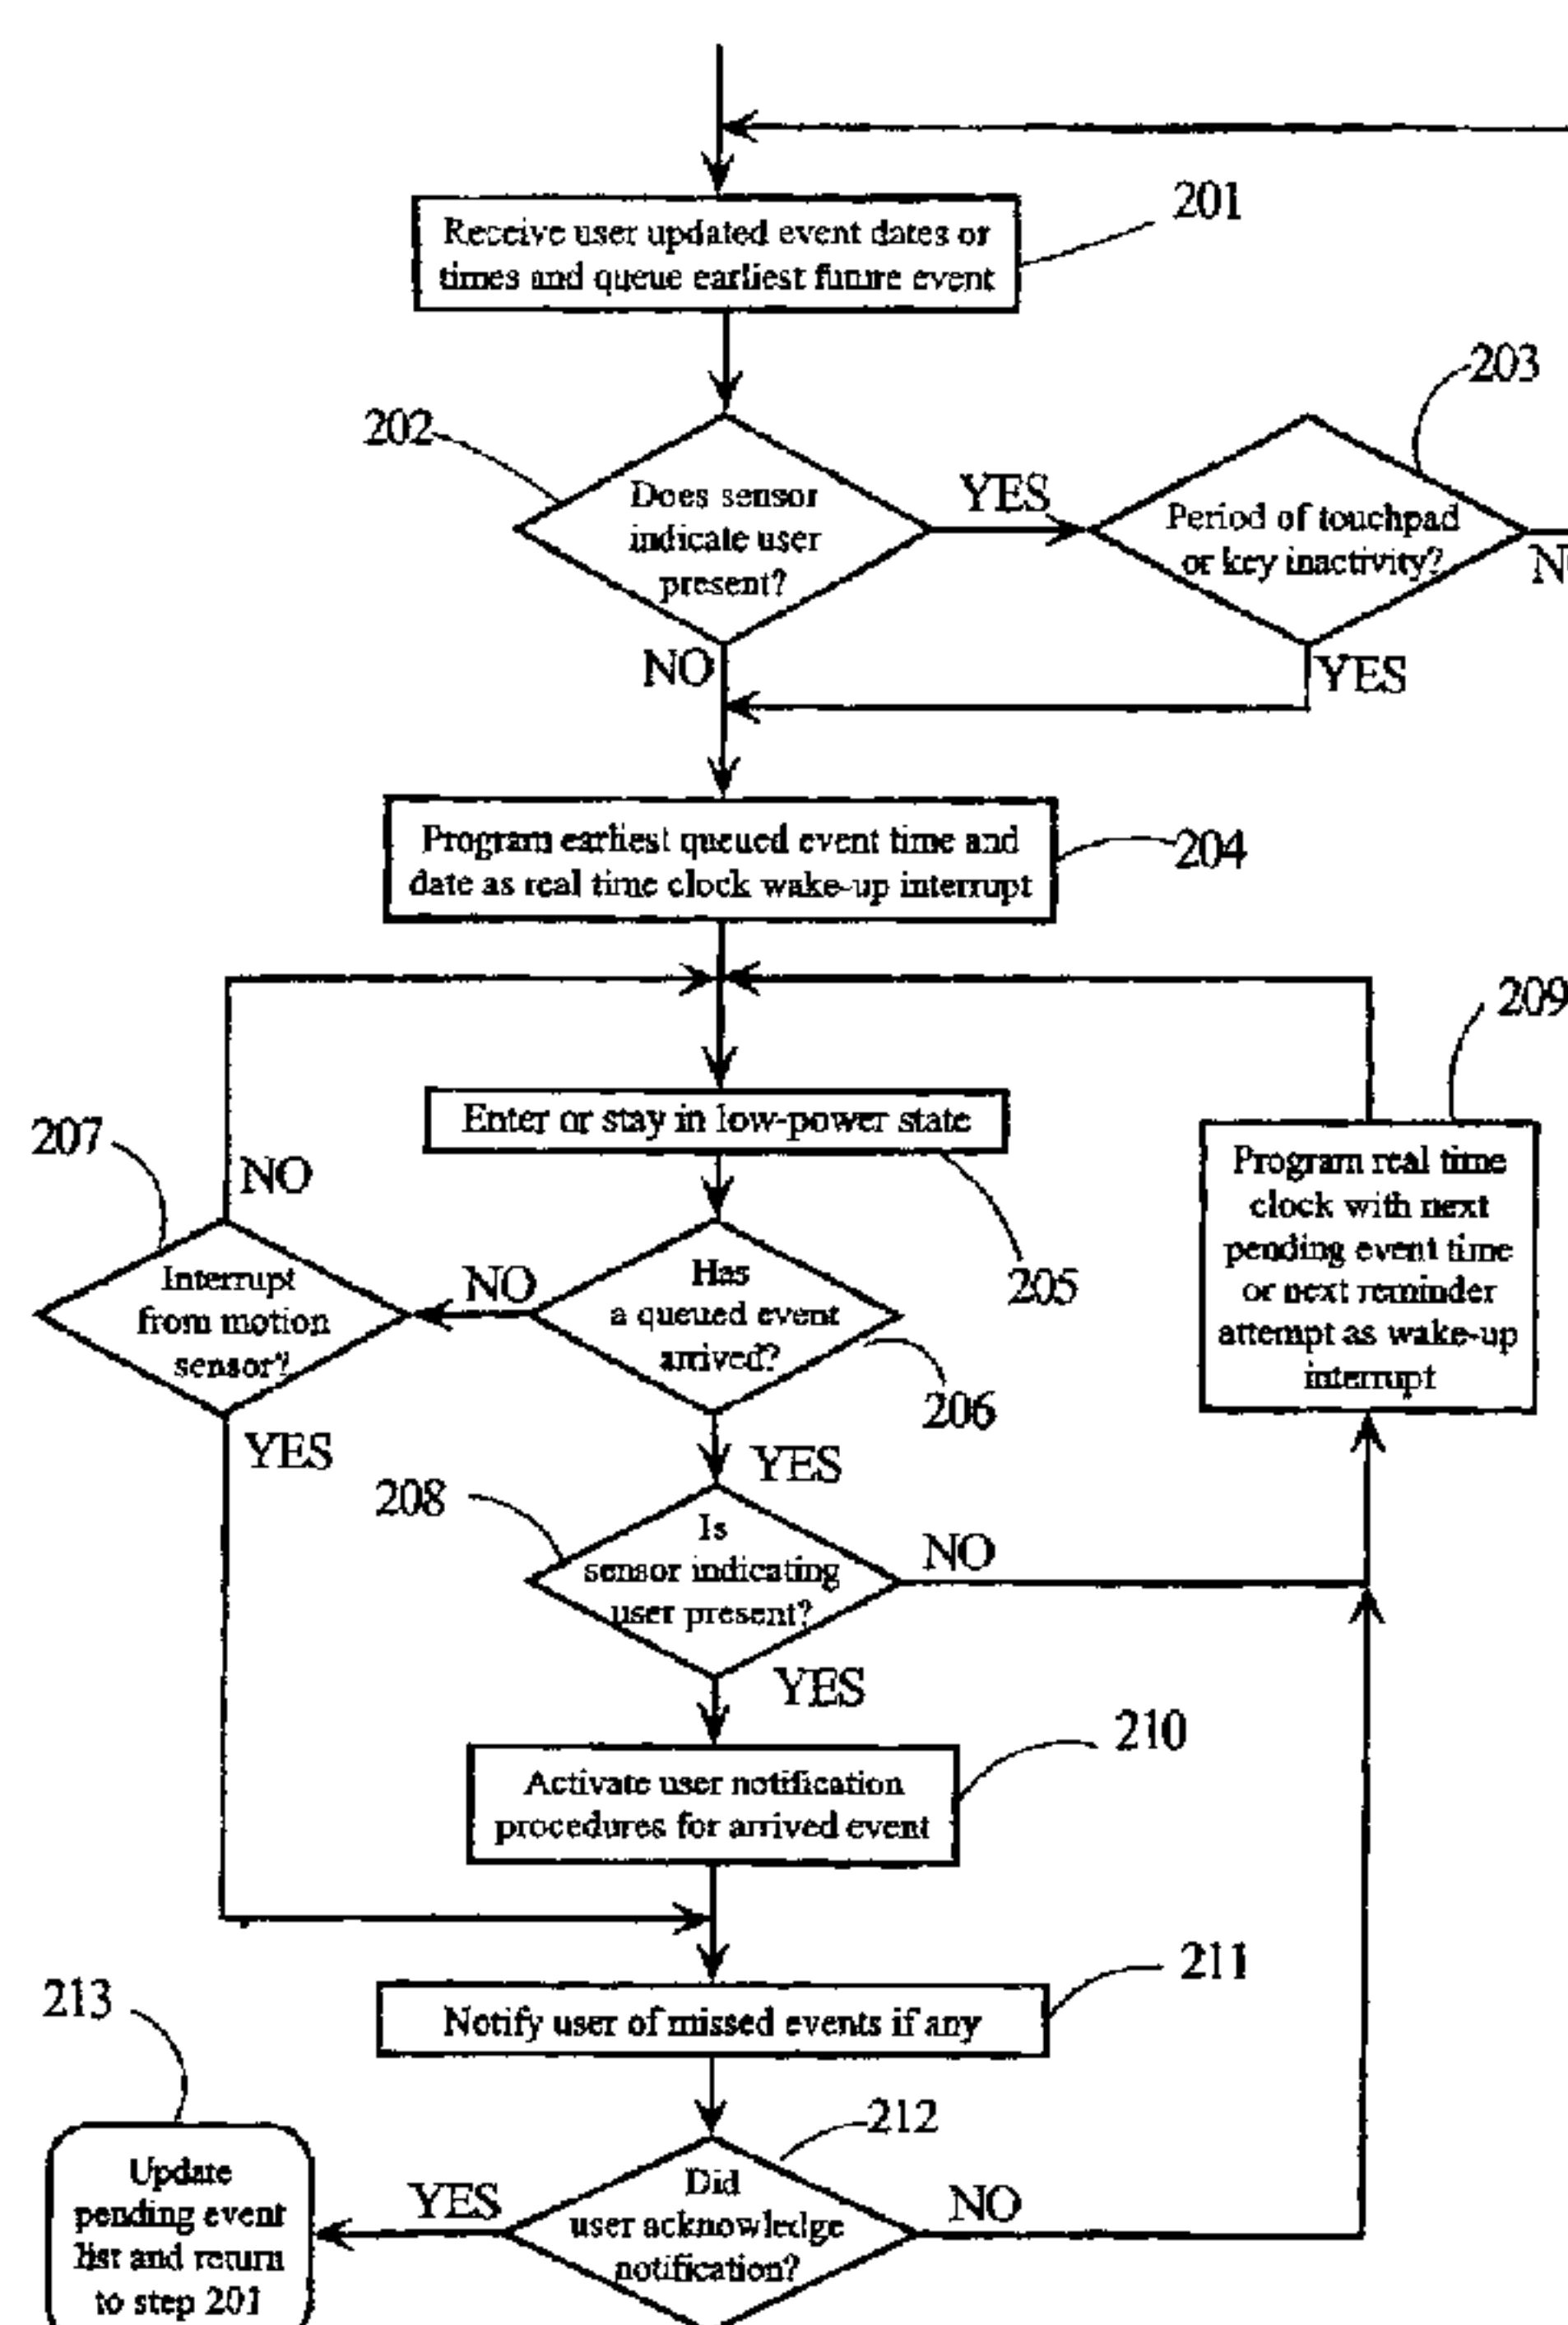 201
Receive user updated event dates or
times and queue earliest future event
203
202
Does sensor
indicate user
present?
YES
Period of touchpad
or key inactivity?
NO
YES
Program earliest queued event time and
date as real time clock wake-up interrupt
204
209
Enter or stay in low-power state
207
NO
Program real time
clock with next
pending event time
or next reminder
attempt as wake-up
interrupt
205
Interrupt
from motion
sensor?
NO
Has
a queued event
arrived?
206
YES
YES
208
Is
sensor indicating
user present?
NO
YES
210
Activate user notification
procedures for arrived event
211
213
Notify user of missed events if any
212
Update
pending event
list and return
to step 201
YES
Did
user acknowledge
notification?
NO